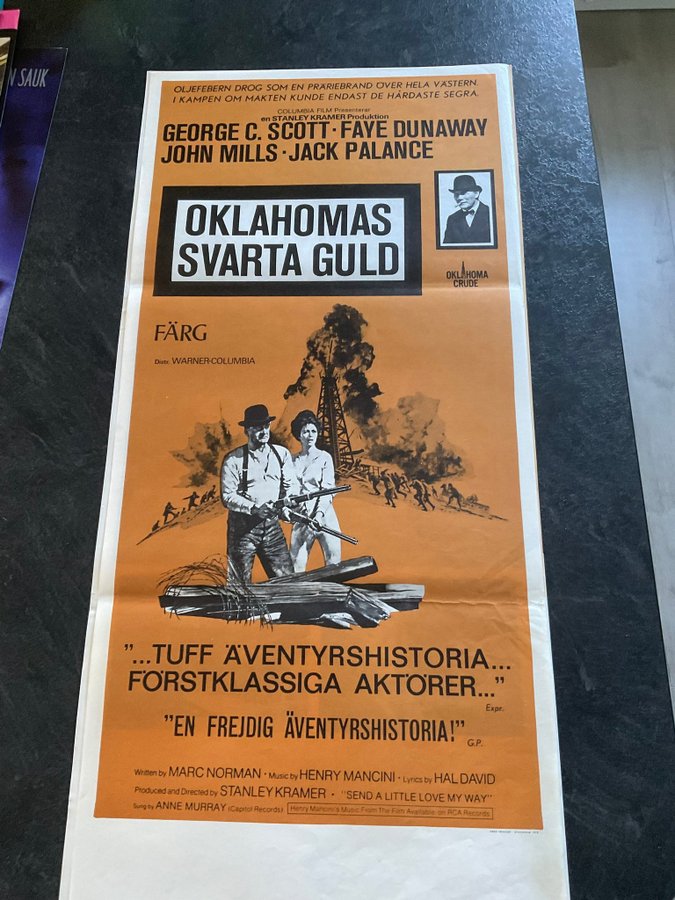 N SAUK
OLJEFEBERN DROG SOM EN PRÄRIEBRAND ÖVER HELA VÄSTERN.
I KAMPEN OM MAKTEN KUNDE ENDAST DE HÅRDASTE SEGRA.
COLUMBIA FILM Presenterar
en STANLEY KRAMER Produktion
GEORGE C. SCOTT · FAYE DUNAWAY
JOHN MILLS · JACK PALANCE
OKLAHOMAS
SVARTA GULD
OKLAHOMA
CRUDE
FÄRG
Distr. WARNER-COLUMBIA
"...TUFF ÄVENTYRSHISTORIA...
FÖRSTKLASSIGA AKTÖRER..."
Expr.
"EN FREJDIG ÄVENTYRSHISTORIA!"
G.P.
Written by MARC NORMAN · Music by HENRY MANCINI · Lyrics by HAL DAVID
Produced and Directed by STANLEY KRAMER · "SEND A LITTLE LOVE MY WAY"
Sung by ANNE MURRAY (Capitol Records) Henry Mancini's Music From The Film Available on RCA Records